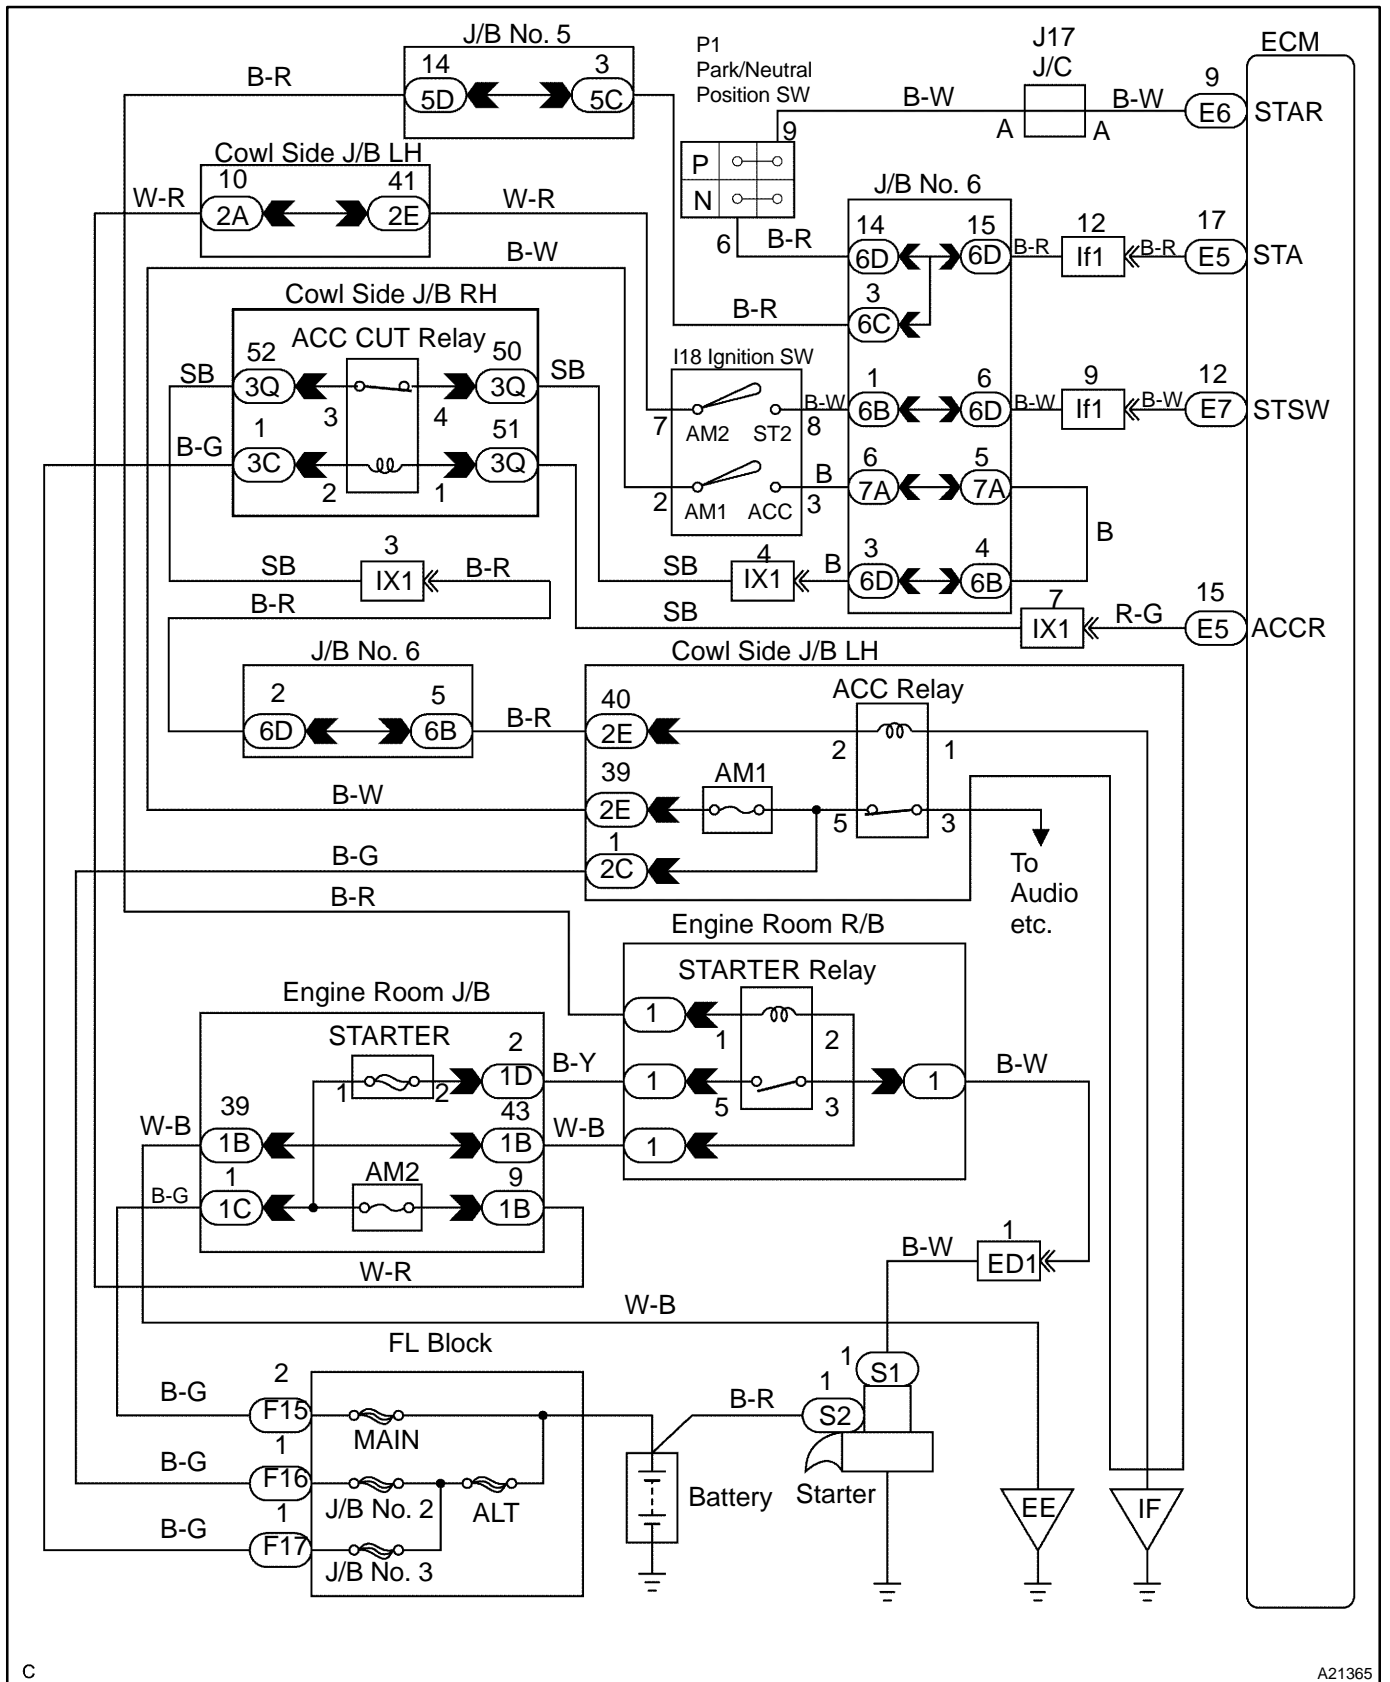 J/B No. 5
P1
Park/Neutral
Position SW
J17
J/C
ECM
B-R
14
5D
3
5C
B-W
B-W
9
E6
STAR
A
A
9
P
N
Cowl Side J/B LH
W-R
10
2A
41
2E
W-R
J/B No. 6
6
B-R
14
6D
15
6D
B-R
12
If1
B-R
17
E5
STA
B-W
3
6C
B-R
Cowl Side J/B RH
ACC CUT Relay
SB
52
3Q
3
4
50
3Q
SB
I18 Ignition SW
7
AM2
ST2
8
B-W
1
6B
6
6D
B-W
9
If1
B-W
12
E7
STSW
B-G
1
3C
2
1
51
3Q
2
AM1
ACC
3
B
6
7A
5
7A
B
SB
3
IX1
B-R
SB
4
IX1
B
3
6D
4
6B
B-R
SB
7
IX1
R-G
15
E5
ACCR
J/B No. 6
2
6D
5
6B
B-R
Cowl Side J/B LH
ACC Relay
40
2E
2
1
B-W
39
2E
AM1
5
3
B-G
1
2C
To
Audio
etc.
B-R
Engine Room R/B
STARTER Relay
1
1
2
1
5
3
1
B-W
1
Engine Room J/B
STARTER
1
2
2
1D
B-Y
W-B
39
1B
43
1B
W-B
B-G
1
1C
AM2
9
1B
W-R
B-W
1
ED1
W-B
FL Block
B-G
2
F15
MAIN
B-G
1
F16
J/B No. 2
ALT
B-G
1
F17
J/B No. 3
Battery
B-R
1
S2
1
S1
Starter
EE
IF
C
A21365